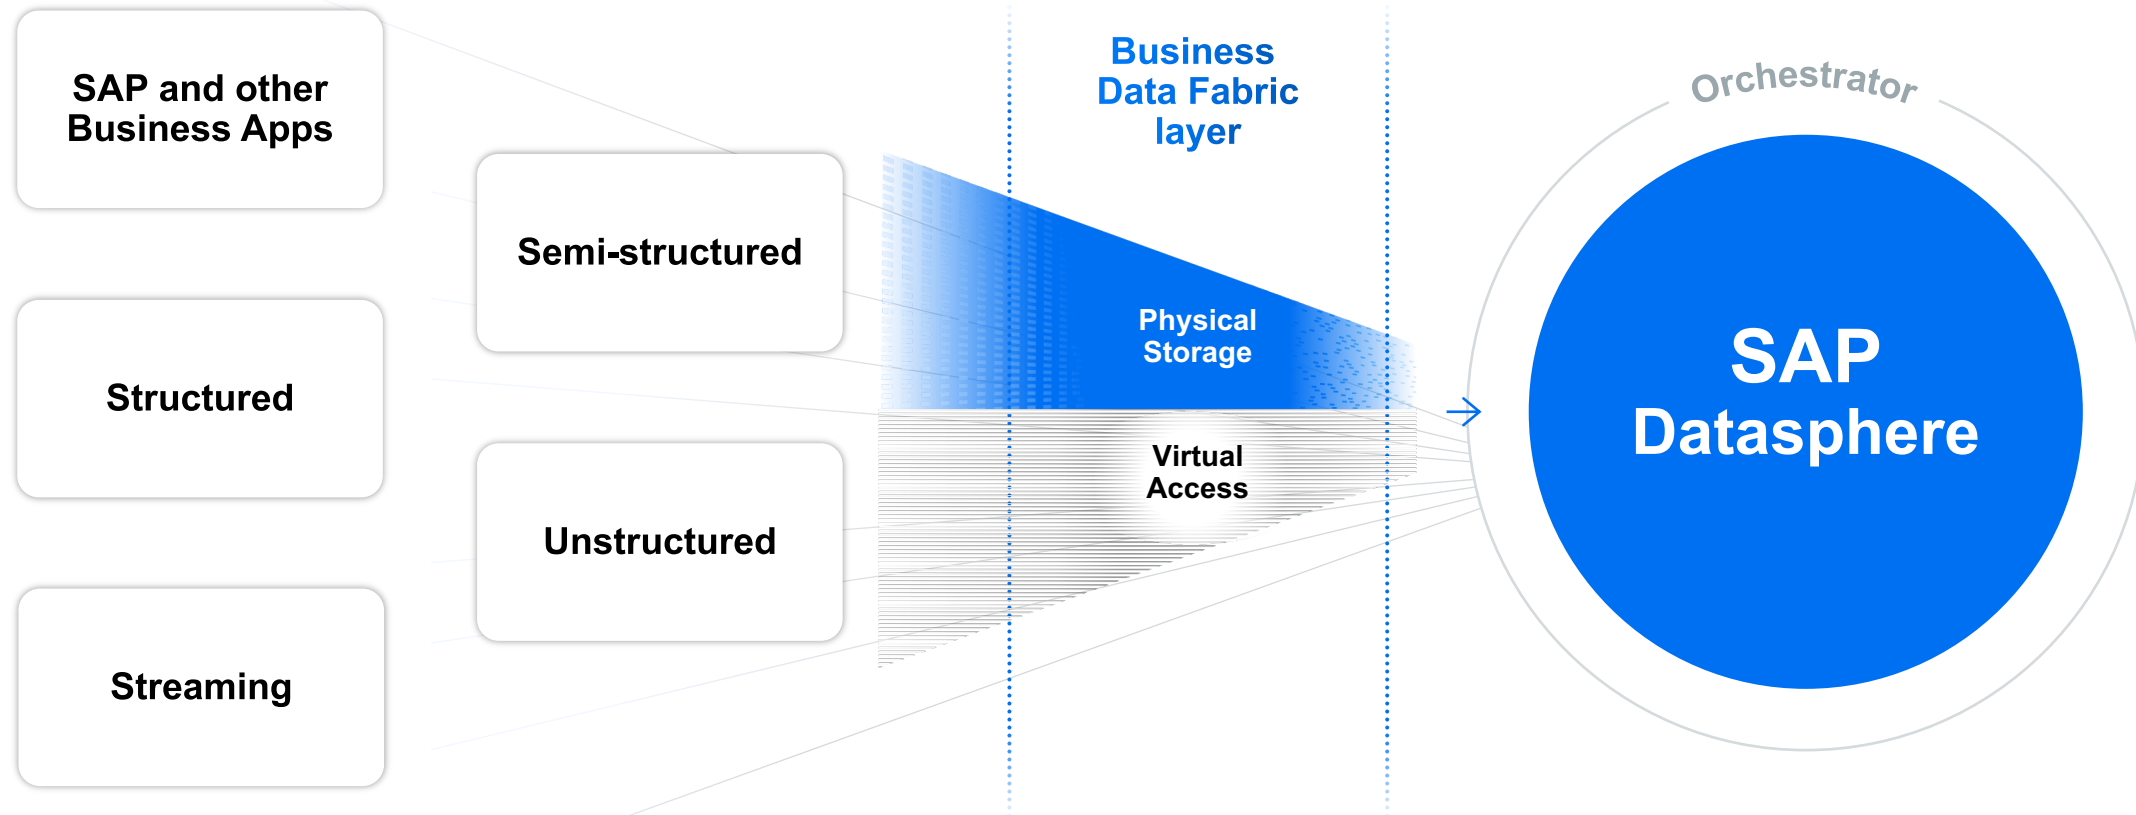 SAP and other
Business Apps
Structured
Streaming
Semi-structured
Unstructured
Business
Data Fabric
layer
Physical
Storage
Virtual
Access
Orchestrator
SAP
Datasphere